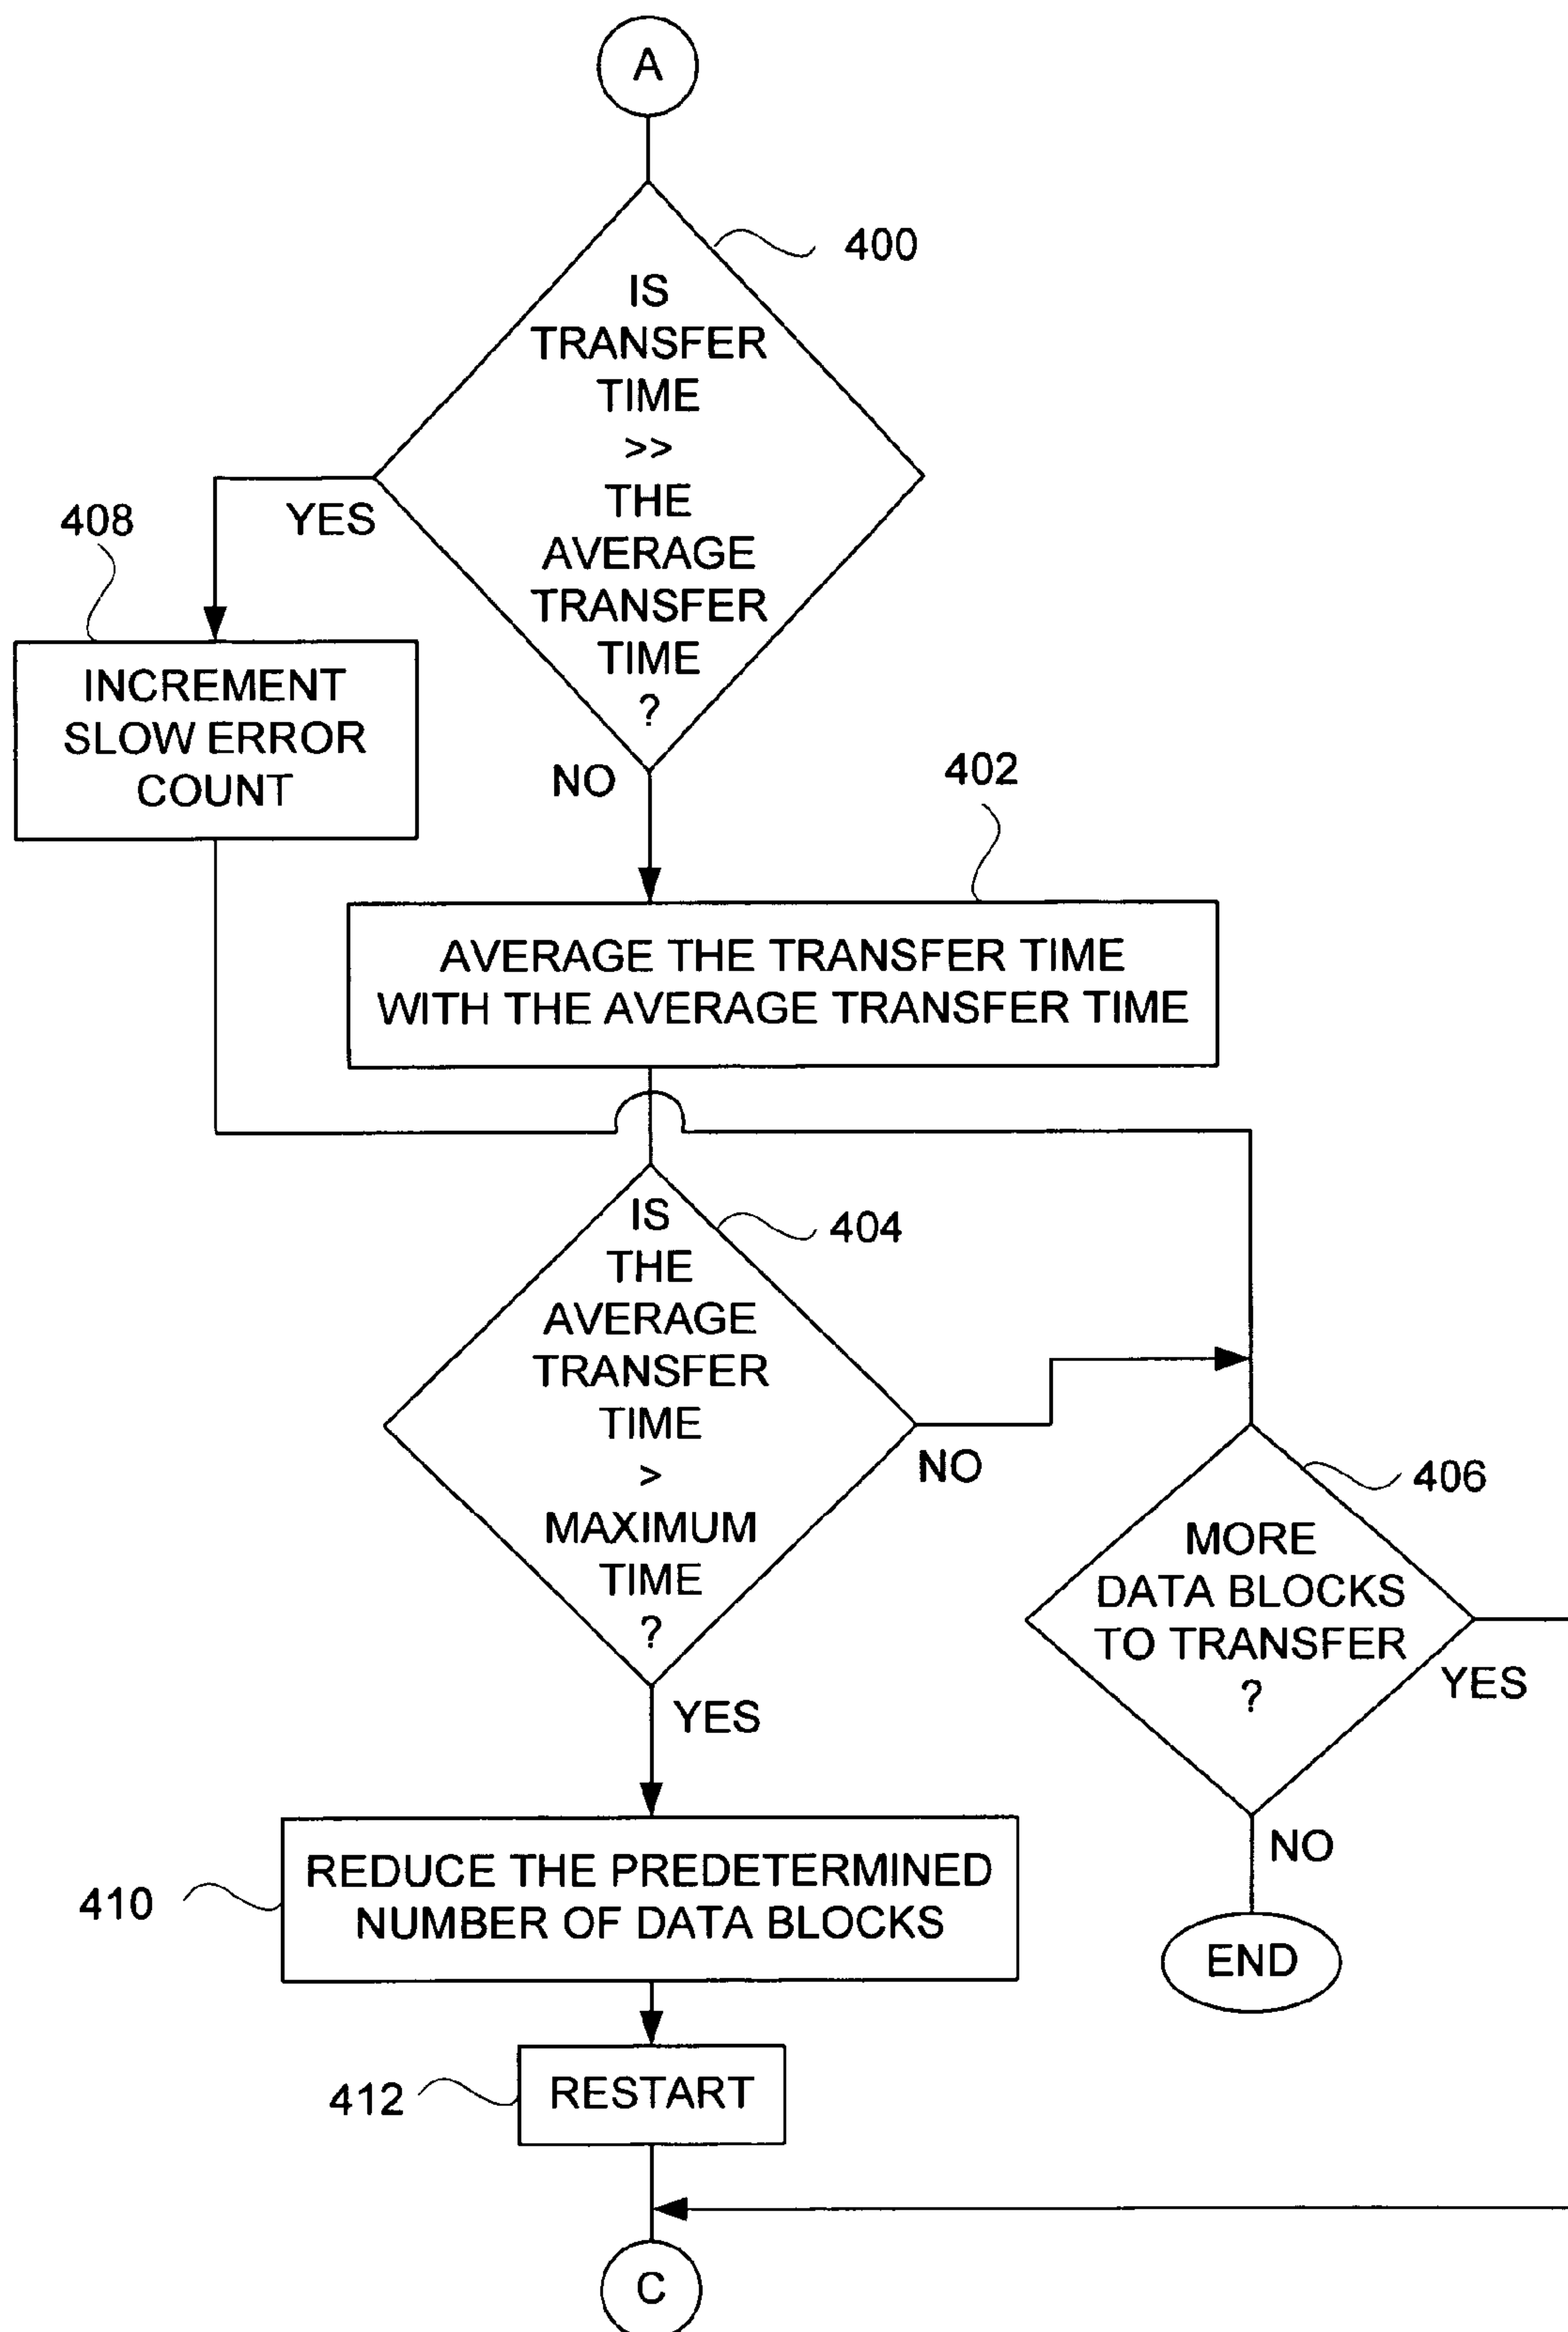 A
400
IS
TRANSFER
TIME
>>
THE
AVERAGE
TRANSFER
TIME
?
YES
408
INCREMENT
SLOW ERROR
COUNT
NO
402
AVERAGE THE TRANSFER TIME
WITH THE AVERAGE TRANSFER TIME
404
IS
THE
AVERAGE
TRANSFER
TIME
>
MAXIMUM
TIME
?
NO
406
MORE
DATA BLOCKS
TO TRANSFER
?
YES
YES
NO
410
REDUCE THE PREDETERMINED
NUMBER OF DATA BLOCKS
END
412
RESTART
C